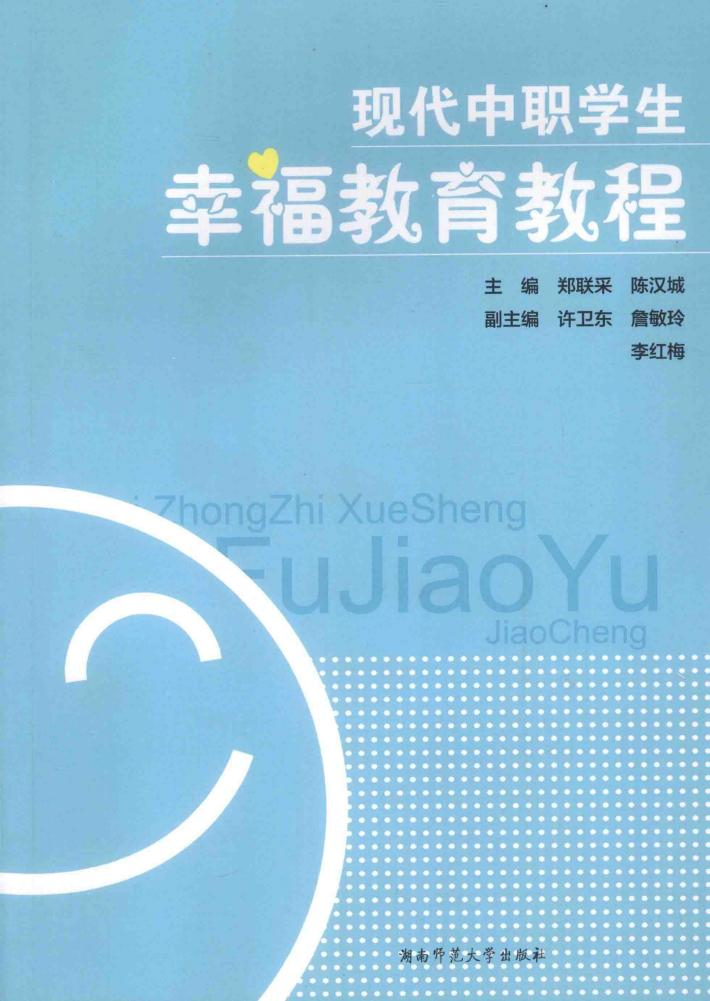 现代中职学生
幸福教育教程
主 编 郑联采 陈汉城
副主编 许卫东 詹敏玲
李红梅
i ZhongZhi XueSheng
FuJiaoYu
JiaoCheng
湖南师范大学出版社